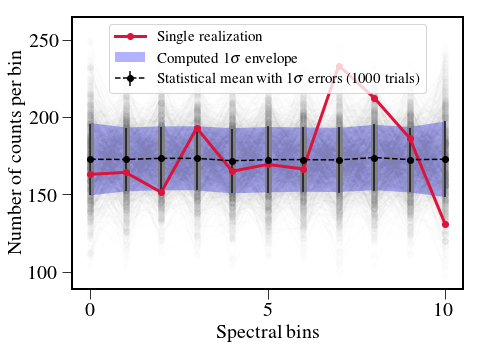 Single realization
Computed 1σ envelope
Statistical mean with 1σ errors (1000 trials)
Number of counts per bin
250
200
150
100
0
5
10
Spectral bins